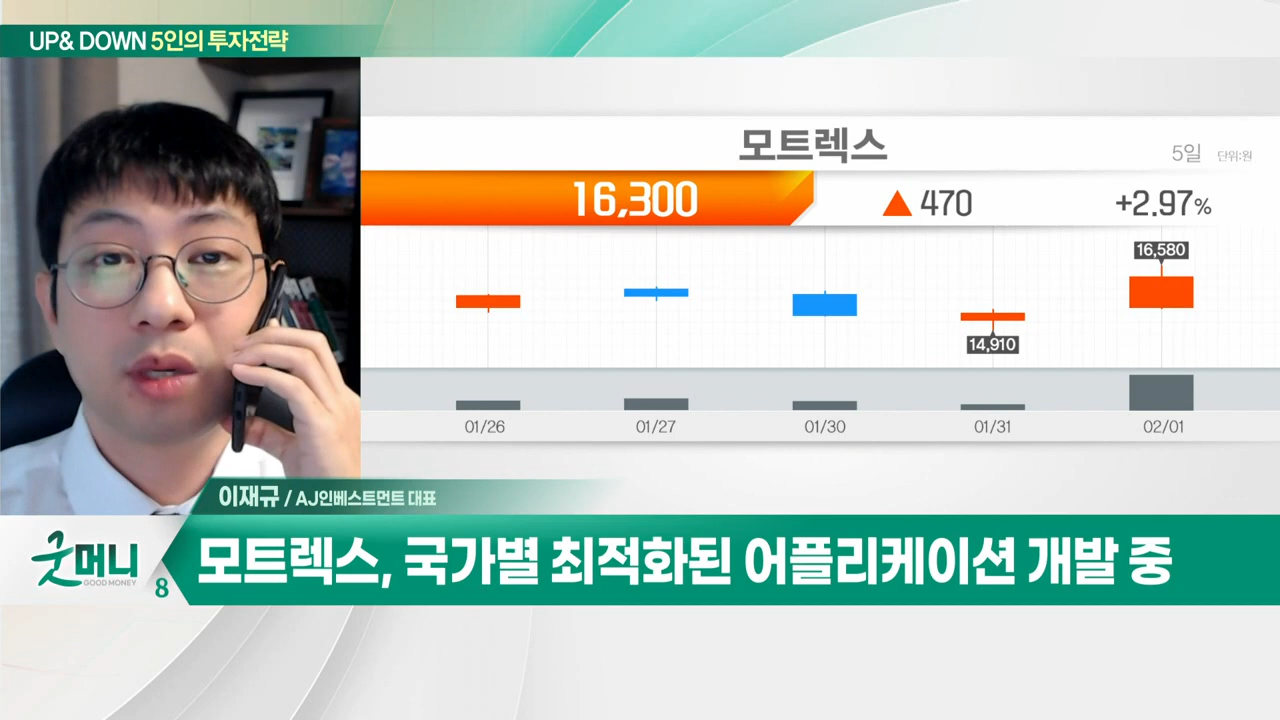 UP& DOWN 5인의 투자전략
모트렉스
5일 단위:원
16,300 ▲ 470 +2.97%
16,580
14,910
01/26 01/27 01/30 01/31 02/01
이재규 / AJ인베스트먼트 대표
굿머니
GOOD MONEY
8
모트렉스, 국가별 최적화된 어플리케이션 개발 중